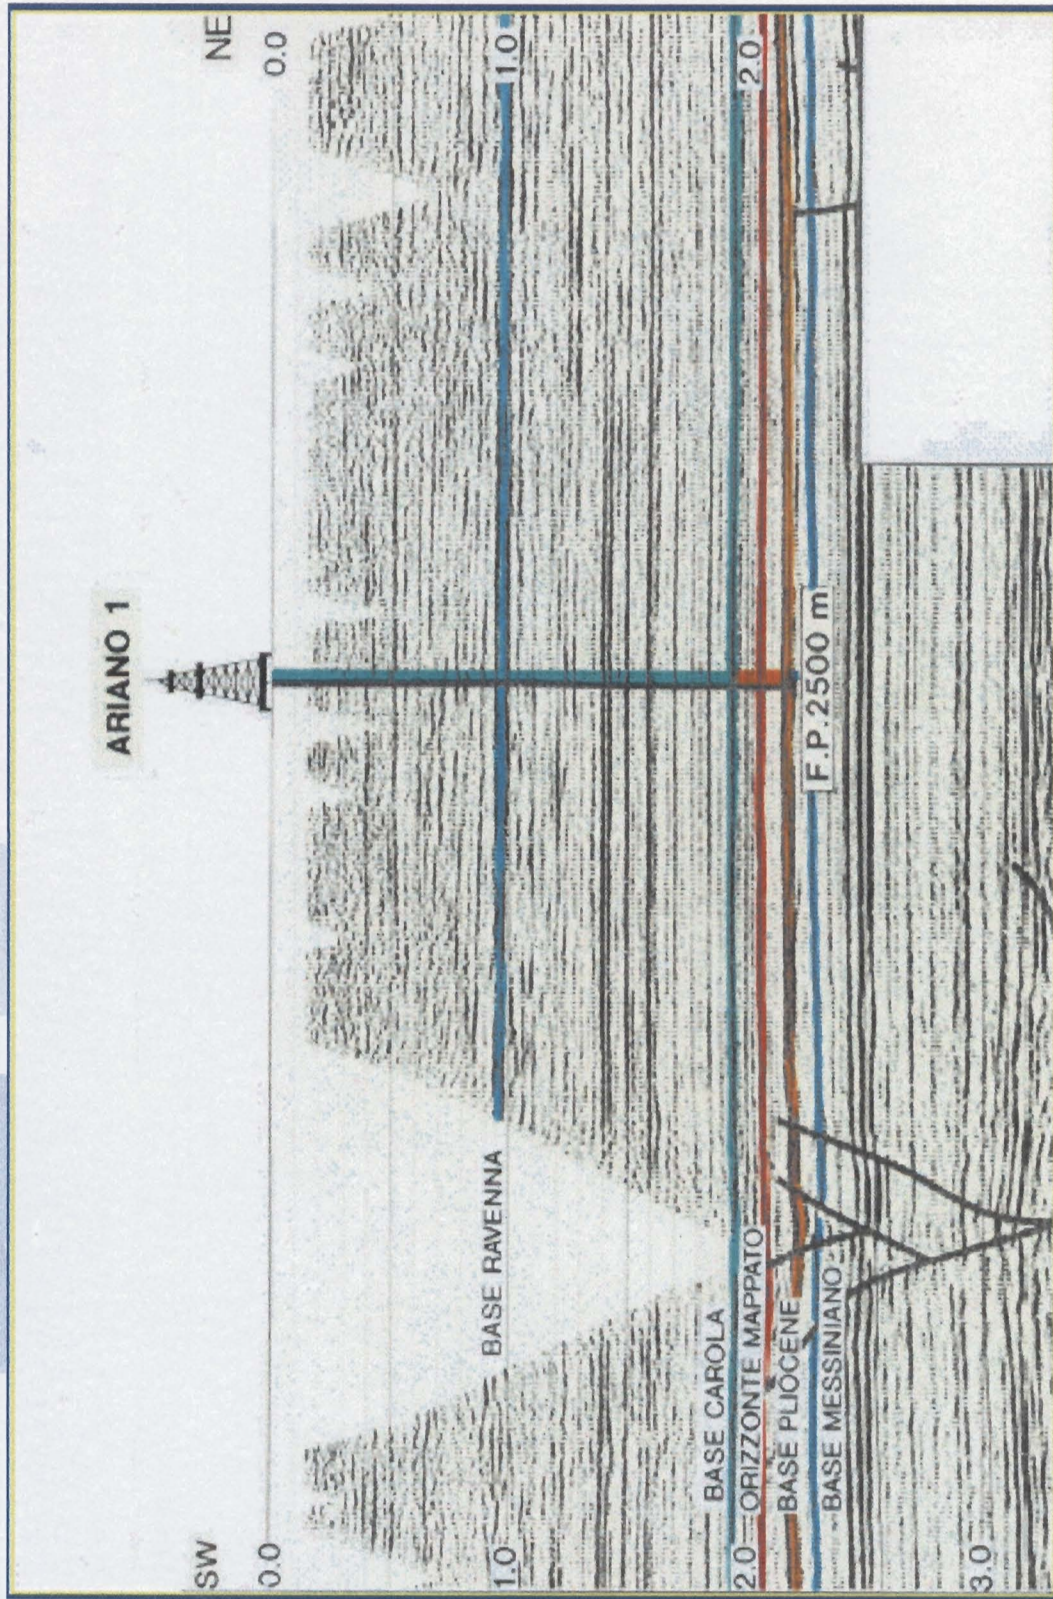 ARIANO 1
SW
NE
0.0
0.0
BASE RAVENNA
1.0
1.0
BASE CAROLA
2.0
2.0
ORIZZONTE MAPPATO
BASE PLIOCENE
BASE MESSINIANO
F.P.2500 m
3.0